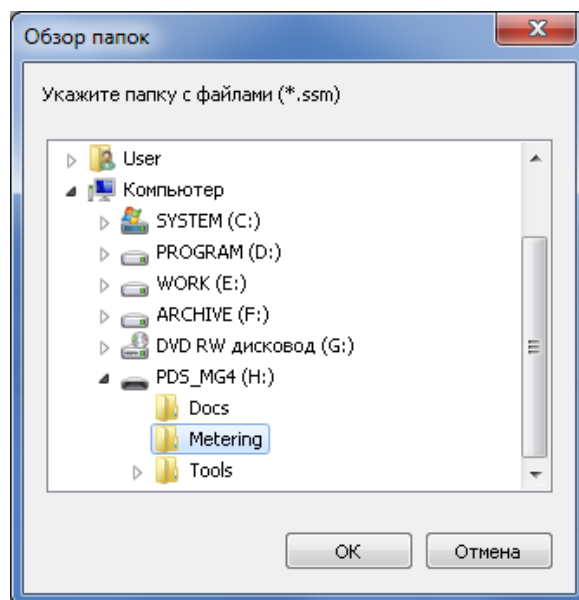 Обзор папок
Укажите папку с файлами (*.ssm)
User
Компьютер
SYSTEM (C:)
PROGRAM (D:)
WORK (E:)
ARCHIVE (F:)
DVD RW дисковод (G:)
PDS_MG4 (H:)
Docs
Metering
Tools
ОК Отмена